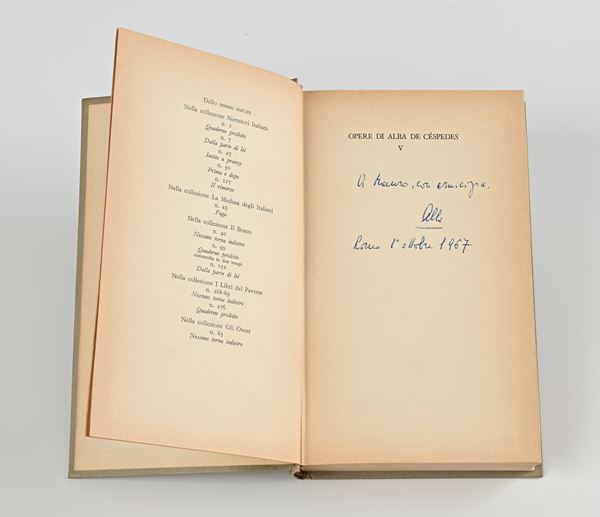 Dello stesso autore
Nella collezione Narratori Italiani
n. 1
Quaderno proibito
n. 7
Dalla parte di lei
n. 27
Invito a pranzo
n. 30
Prima e dopo
n. 117
Il rimorso
Nella collezione La Medusa degli Italiani
n. 23
Fuga
Nella collezione Il Bosco
n. 40
Nessuno torna indietro
n. 99
Quaderno proibito
commedia in due tempi
n. 152
Dalla parte di lei
Nella collezione I Libri del Pavone
n. 268-69
Nessuno torna indietro
n. 276
Quaderno proibito
Nella collezione Gli Oscar
n. 63
Nessuno torna indietro
OPERE DI ALBA DE CÉSPEDES
V
A con amicizia.
Alba
Roma 1° ottobre 1967